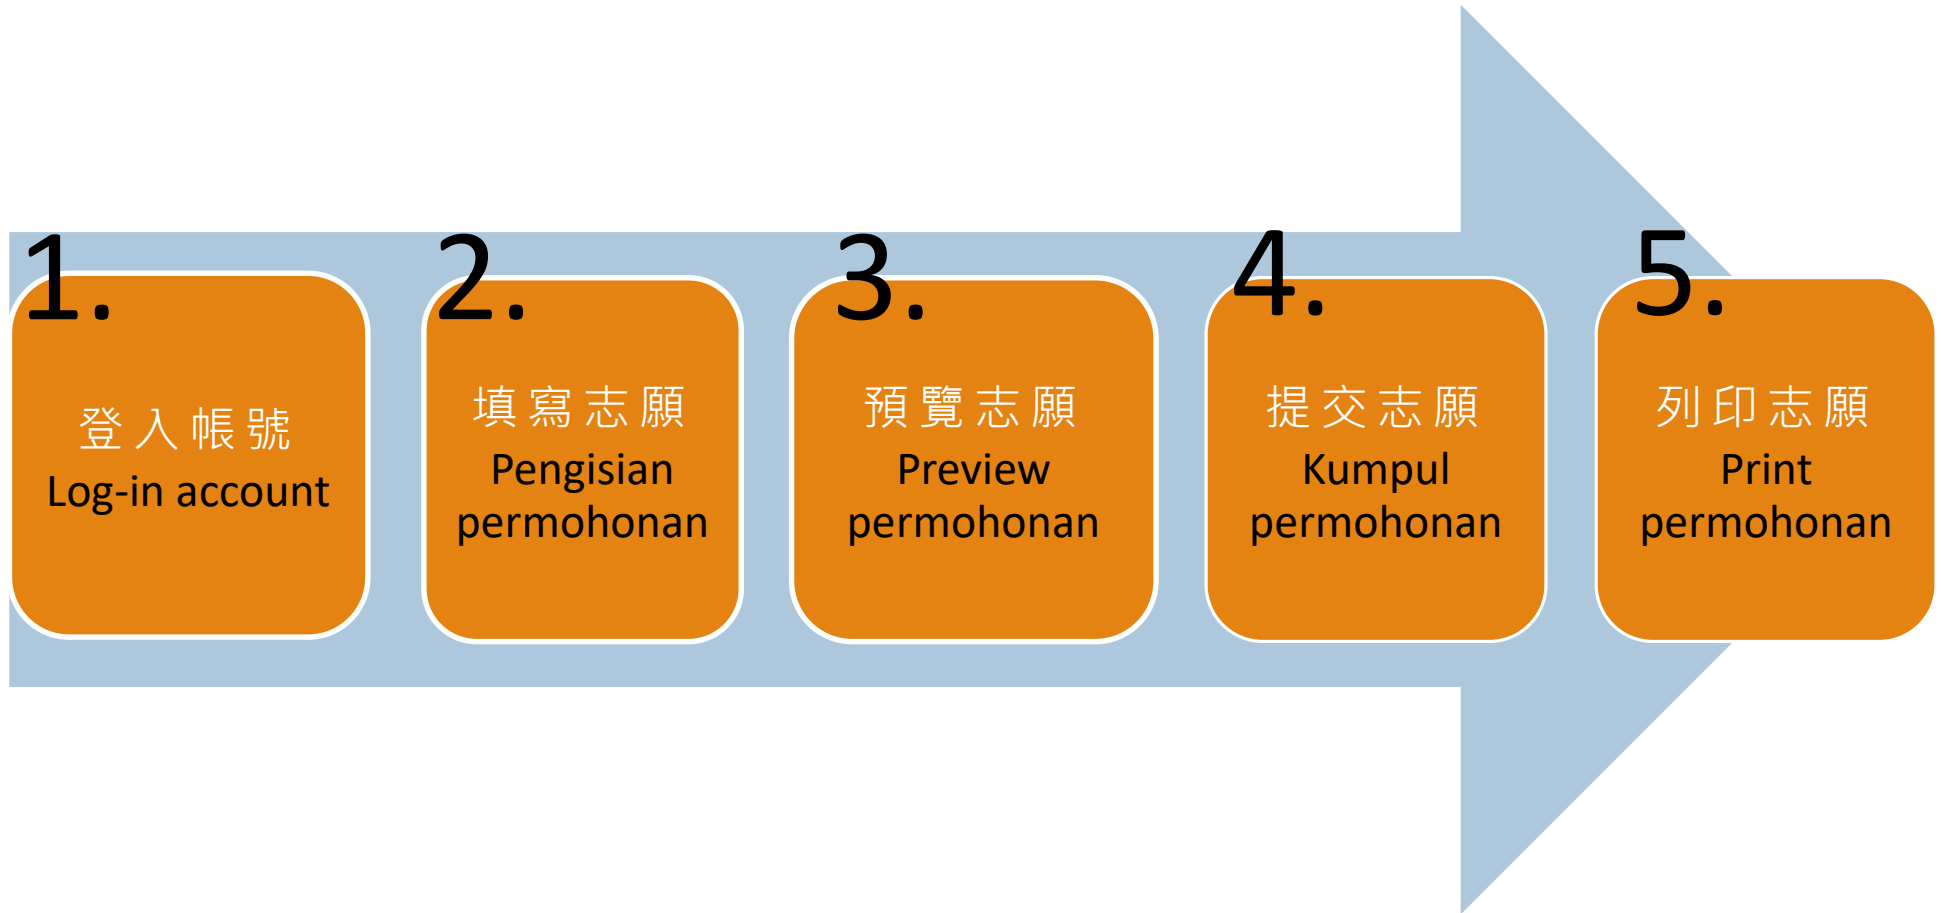 1.
登入帳號
Log-in account
2.
填寫志願
Pengisian
permohonan
3.
預覽志願
Preview
permohonan
4.
提交志願
Kumpul
permohonan
5.
列印志願
Print
permohonan